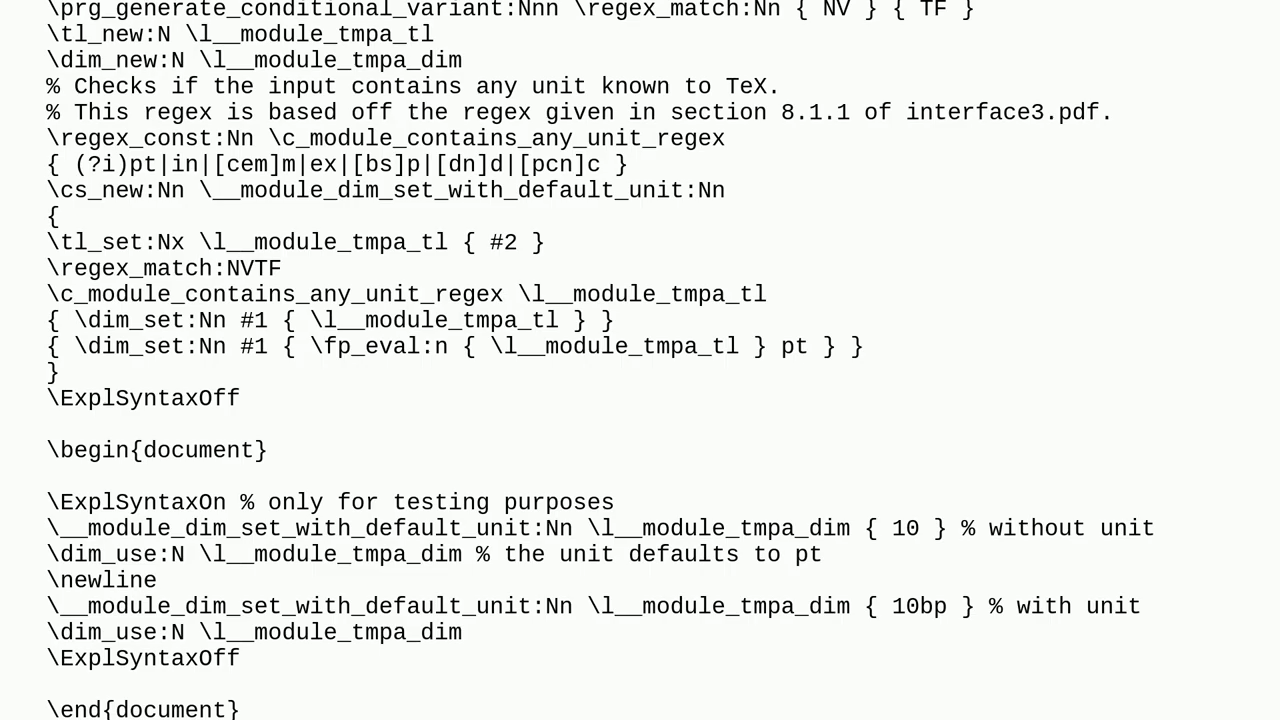 \prg_generate_conditional_variant:Nnn \regex_match:Nn { NV } { TF }
\tl_new:N \l__module_tmpa_tl
\dim_new:N \l__module_tmpa_dim
% Checks if the input contains any unit known to TeX.
% This regex is based off the regex given in section 8.1.1 of interface3.pdf.
\regex_const:Nn \c_module_contains_any_unit_regex
{ (?i)pt|in|[cem]m|ex|[bs]p|[dn]d|[pcn]c }
\cs_new:Nn \__module_dim_set_with_default_unit:Nn
{
\tl_set:Nx \l__module_tmpa_tl { #2 }
\regex_match:NVTF
\c_module_contains_any_unit_regex \l__module_tmpa_tl
{ \dim_set:Nn #1 { \l__module_tmpa_tl } }
{ \dim_set:Nn #1 { \fp_eval:n { \l__module_tmpa_tl } pt } }
}
\ExplSyntaxOff
\begin{document}
\ExplSyntaxOn % only for testing purposes
\__module_dim_set_with_default_unit:Nn \l__module_tmpa_dim { 10 } % without unit
\dim_use:N \l__module_tmpa_dim % the unit defaults to pt
\newline
\__module_dim_set_with_default_unit:Nn \l__module_tmpa_dim { 10bp } % with unit
\dim_use:N \l__module_tmpa_dim
\ExplSyntaxOff
\end{document}